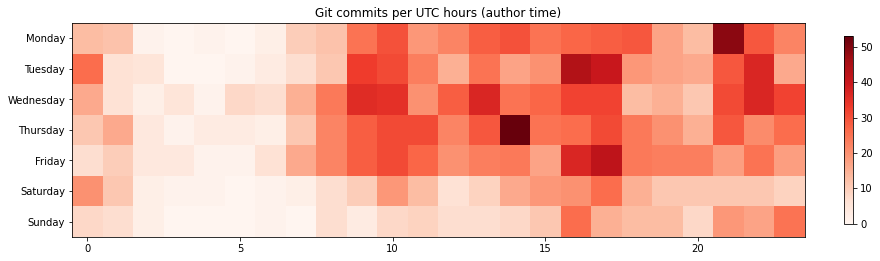 Git commits per UTC hours (author time)
Monday
Tuesday
Wednesday
Thursday
Friday
Saturday
Sunday
0 5 10 15 20
50
40
30
20
10
0